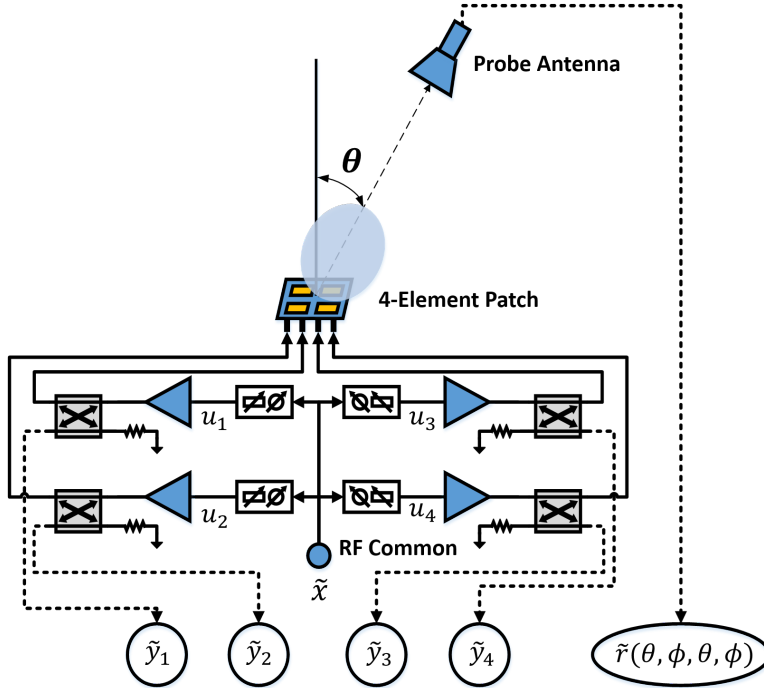 Probe Antenna
θ
4-Element Patch
u₁
u₃
u₂
u₄
RF Common
x̃
ỹ₁
ỹ₂
ỹ₃
ỹ₄
r̃(θ, ϕ, θ, ϕ)